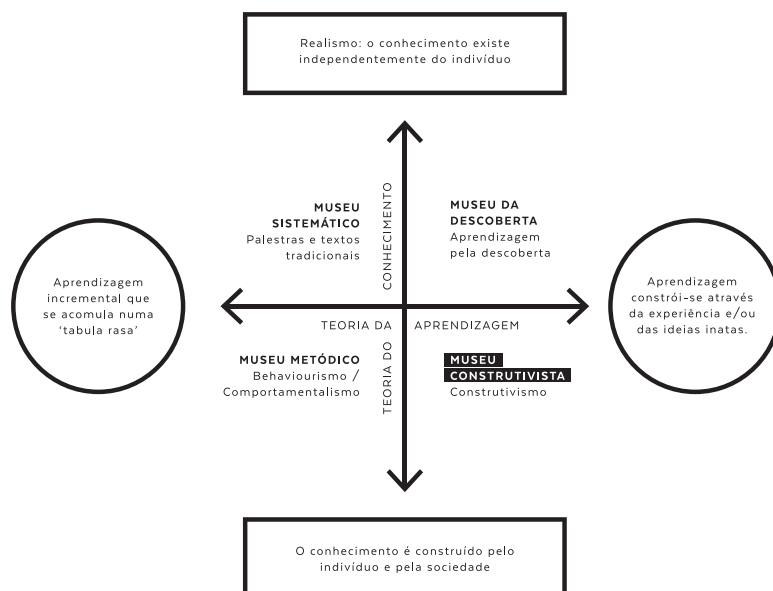 Realismo: o conhecimento existe
independentemente do indivíduo
MUSEU
SISTEMÁTICO
Palestras e textos
tradicionais
TEORIA DO CONHECIMENTO
MUSEU DA
DESCOBERTA
Aprendizagem
pela descoberta
Aprendizagem
incremental que
se acumula numa
'tabula rasa'
Aprendizagem
constrói-se através
da experiência e/ou
das ideias inatas.
TEORIA DA APRENDIZAGEM
MUSEU METÓDICO
Behaviourismo /
Comportamentalismo
MUSEU
CONSTRUTIVISTA
Construtivismo
O conhecimento é construído pelo
indivíduo e pela sociedade